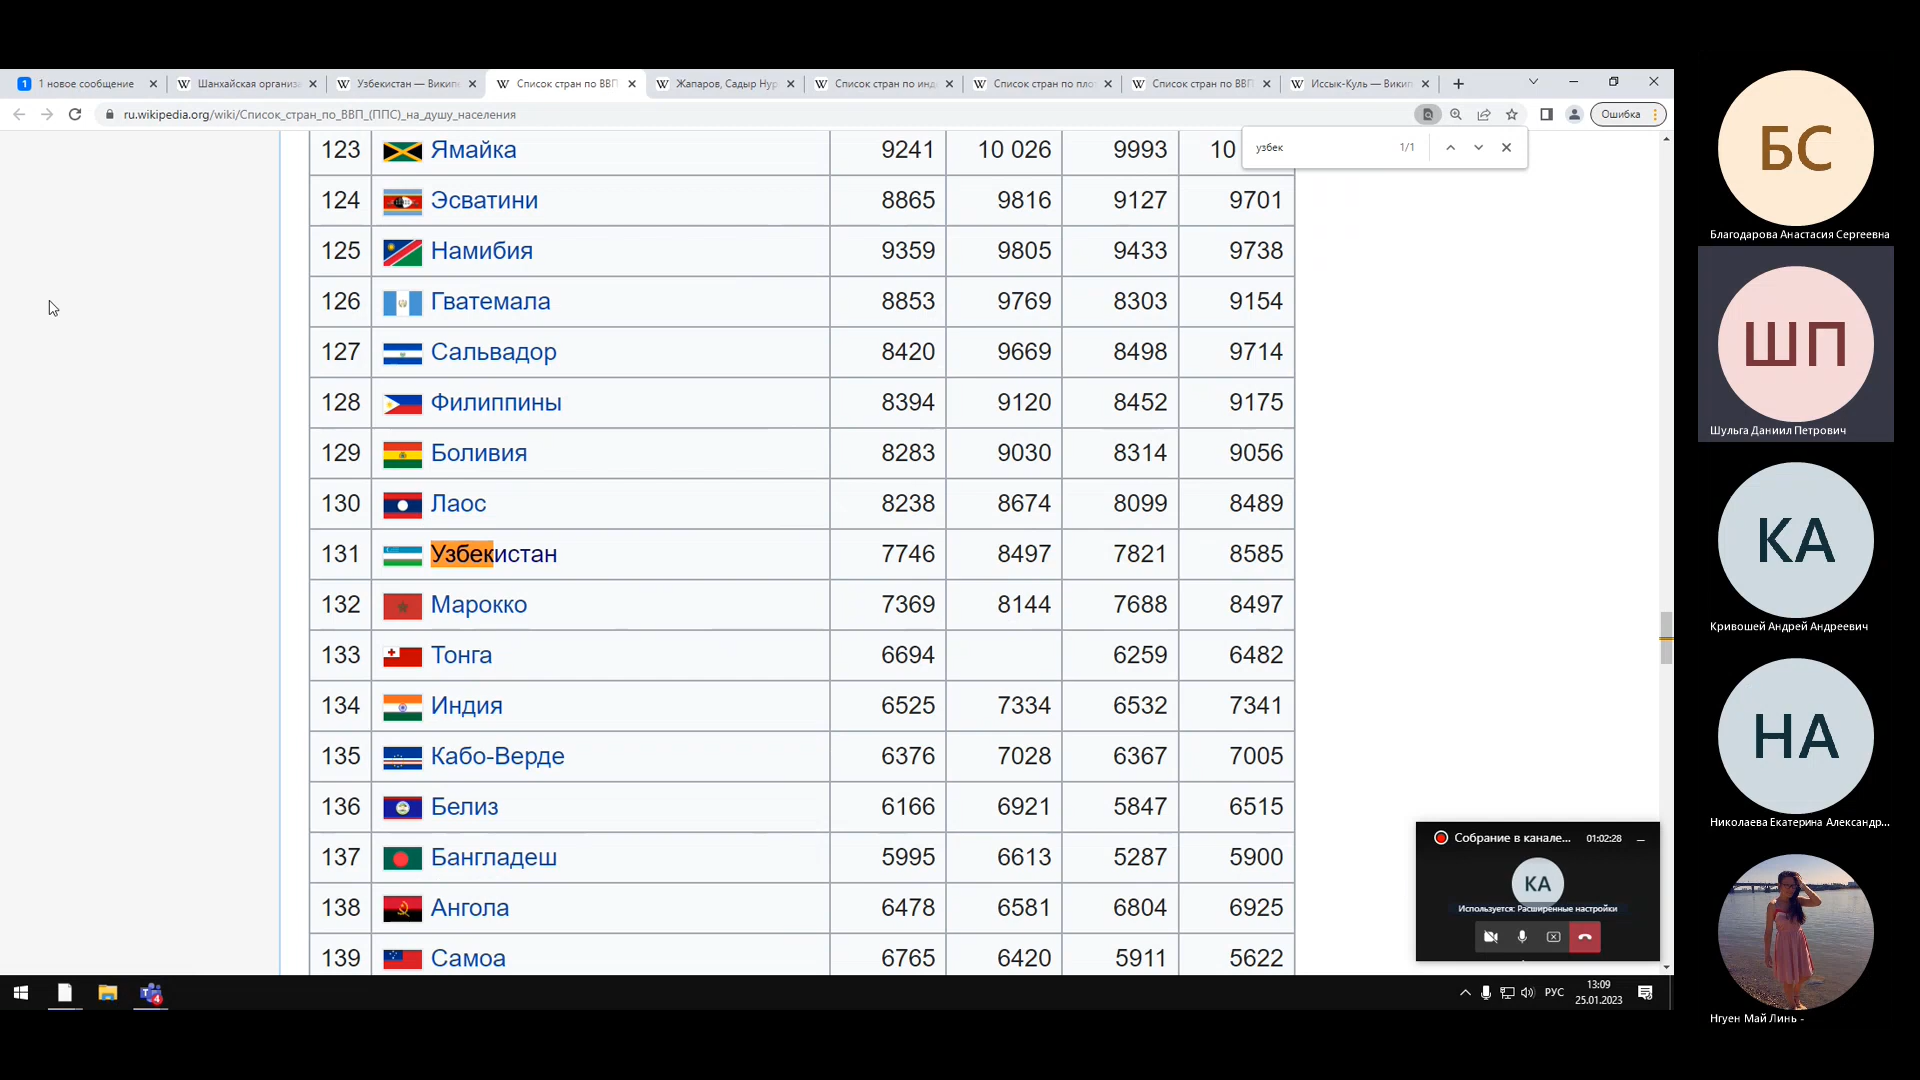 1 новое сообщение
Шанхайская организа
Узбекистан — Викип
Список стран по ВВП
Жапаров, Садыр Нур
Список стран по инд
Список стран по пло
Список стран по ВВП
Иссык-Куль — Викип
ru.wikipedia.org/wiki/Список_стран_по_ВВП_(ППС)_на_душу_населения
Ошибка
узбек 1/1
123 Ямайка 9241 10 026 9993 10
124 Эсватини 8865 9816 9127 9701
125 Намибия 9359 9805 9433 9738
126 Гватемала 8853 9769 8303 9154
127 Сальвадор 8420 9669 8498 9714
128 Филиппины 8394 9120 8452 9175
129 Боливия 8283 9030 8314 9056
130 Лаос 8238 8674 8099 8489
131 Узбекистан 7746 8497 7821 8585
132 Марокко 7369 8144 7688 8497
133 Тонга 6694 6259 6482
134 Индия 6525 7334 6532 7341
135 Кабо-Верде 6376 7028 6367 7005
136 Белиз 6166 6921 5847 6515
137 Бангладеш 5995 6613 5287 5900
138 Ангола 6478 6581 6804 6925
139 Самоа 6765 6420 5911 5622
Собрание в канале... 01:02:28
КА
Используется: Расширенные настройки
4
РУС
13:09
25.01.2023
БС
Благодарова Анастасия Сергеевна
ШП
Шульга Даниил Петрович
КА
Кривошей Андрей Андреевич
НА
Николаева Екатерина Александр...
Нгуен Май Линь -